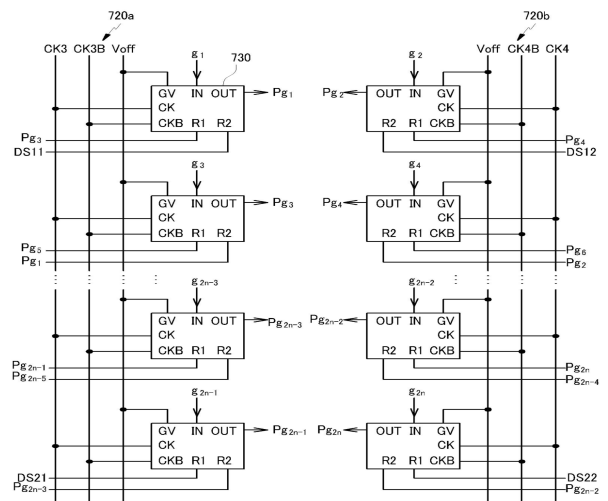 720a 720b
CK3 CK3B Voff g1 730 g2 Voff CK4B CK4
GV IN OUT Pg1 Pg2 OUT IN GV
CK CK
CKB R1 R2 R2 R1 CKB
Pg3 Pg4
DS11 DS12
g3 g4
GV IN OUT Pg3 Pg4 OUT IN GV
CK CK
CKB R1 R2 R2 R1 CKB
Pg5 Pg6
Pg1 Pg2
g2n-3 g2n-2
GV IN OUT Pg2n-3 Pg2n-2 OUT IN GV
CK CK
CKB R1 R2 R2 R1 CKB
Pg2n-1 Pg2n
Pg2n-5 Pg2n-4
g2n-1 g2n
GV IN OUT Pg2n-1 Pg2n OUT IN GV
CK CK
CKB R1 R2 R2 R1 CKB
DS21 DS22
Pg2n-3 Pg2n-2